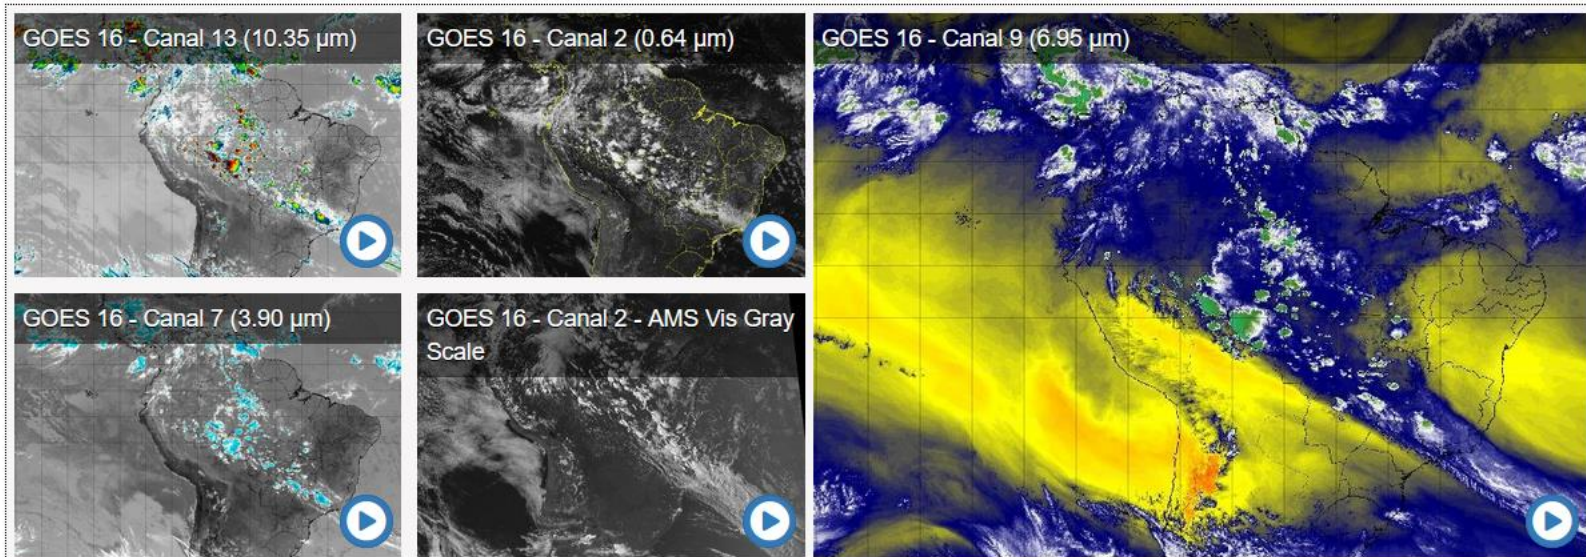 GOES 16 - Canal 13 (10.35 µm)
GOES 16 - Canal 2 (0.64 µm)
GOES 16 - Canal 9 (6.95 µm)
GOES 16 - Canal 7 (3.90 µm)
GOES 16 - Canal 2 - AMS Vis Gray
Scale